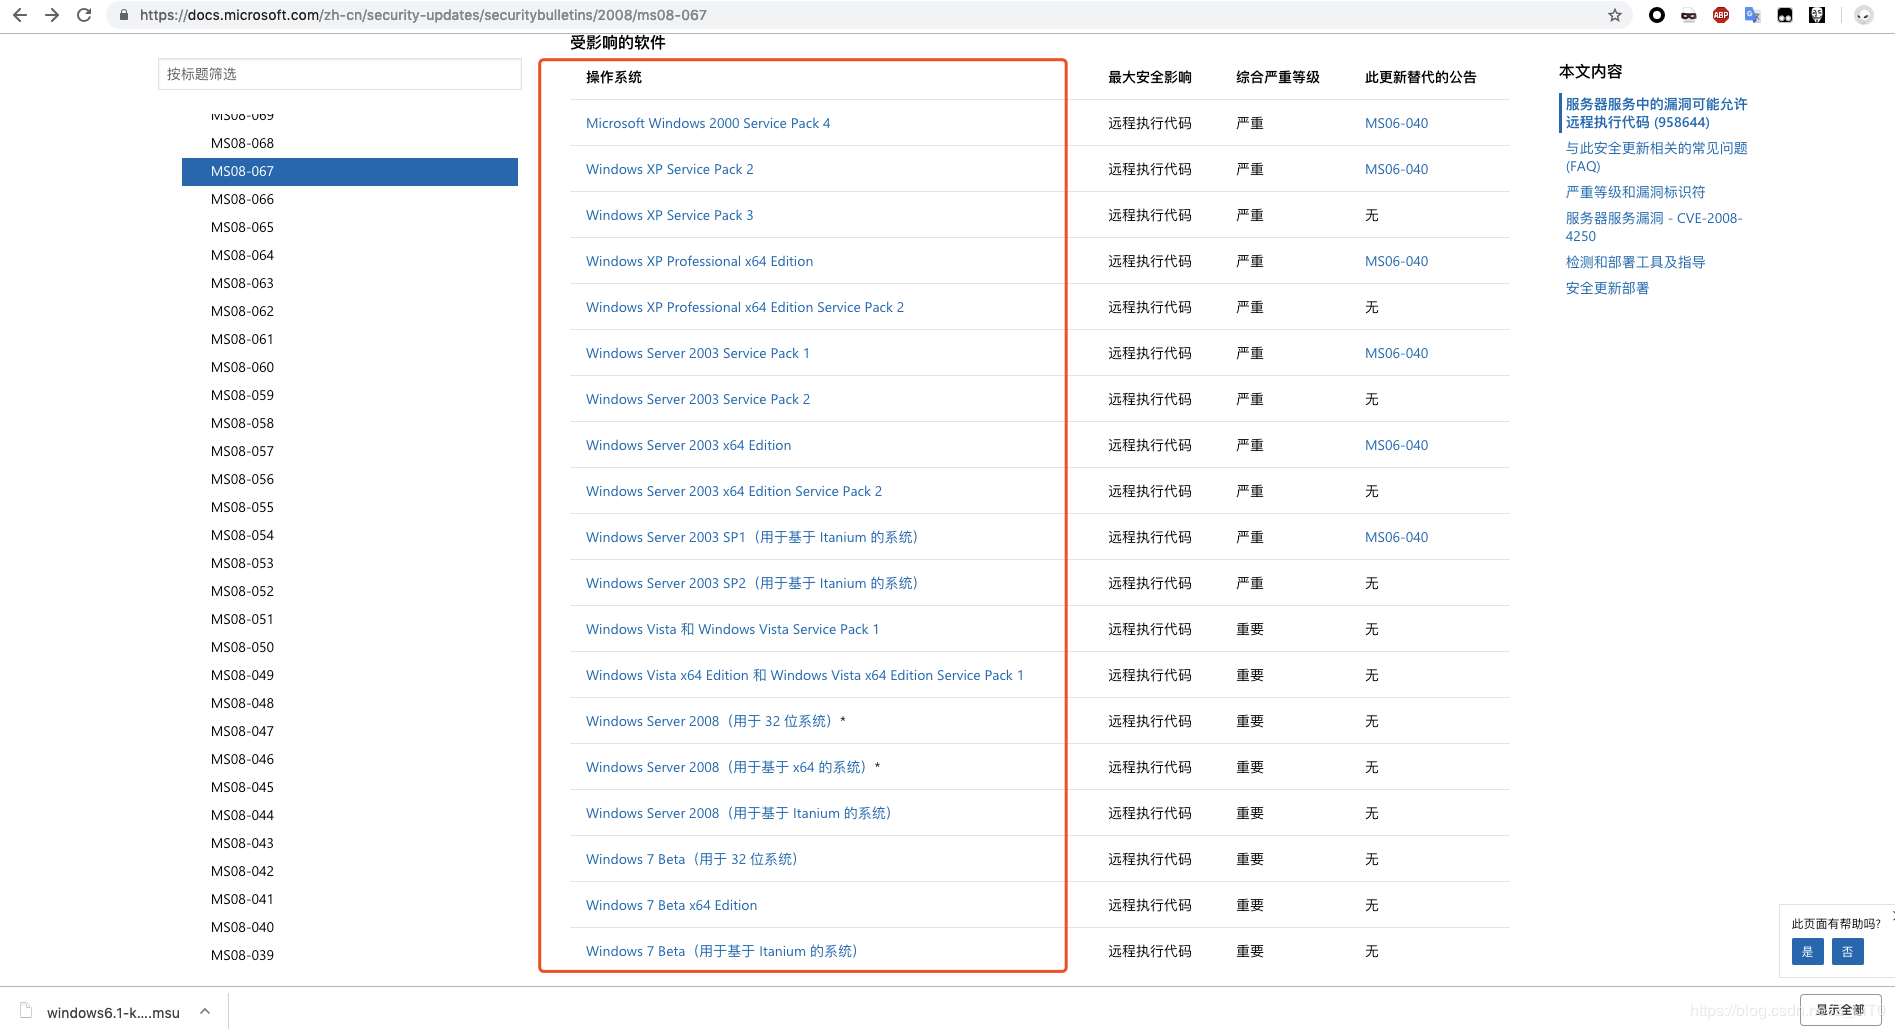 https://docs.microsoft.com/zh-cn/security-updates/securitybulletins/2008/ms08-067
按标题筛选
MS08-069
MS08-068
MS08-067
MS08-066
MS08-065
MS08-064
MS08-063
MS08-062
MS08-061
MS08-060
MS08-059
MS08-058
MS08-057
MS08-056
MS08-055
MS08-054
MS08-053
MS08-052
MS08-051
MS08-050
MS08-049
MS08-048
MS08-047
MS08-046
MS08-045
MS08-044
MS08-043
MS08-042
MS08-041
MS08-040
MS08-039
受影响的软件
操作系统 最大安全影响 综合严重等级 此更新替代的公告
Microsoft Windows 2000 Service Pack 4 远程执行代码 严重 MS06-040
Windows XP Service Pack 2 远程执行代码 严重 MS06-040
Windows XP Service Pack 3 远程执行代码 严重 无
Windows XP Professional x64 Edition 远程执行代码 严重 MS06-040
Windows XP Professional x64 Edition Service Pack 2 远程执行代码 严重 无
Windows Server 2003 Service Pack 1 远程执行代码 严重 MS06-040
Windows Server 2003 Service Pack 2 远程执行代码 严重 无
Windows Server 2003 x64 Edition 远程执行代码 严重 MS06-040
Windows Server 2003 x64 Edition Service Pack 2 远程执行代码 严重 无
Windows Server 2003 SP1（用于基于 Itanium 的系统） 远程执行代码 严重 MS06-040
Windows Server 2003 SP2（用于基于 Itanium 的系统） 远程执行代码 严重 无
Windows Vista 和 Windows Vista Service Pack 1 远程执行代码 重要 无
Windows Vista x64 Edition 和 Windows Vista x64 Edition Service Pack 1 远程执行代码 重要 无
Windows Server 2008（用于 32 位系统）* 远程执行代码 重要 无
Windows Server 2008（用于基于 x64 的系统）* 远程执行代码 重要 无
Windows Server 2008（用于基于 Itanium 的系统） 远程执行代码 重要 无
Windows 7 Beta（用于 32 位系统） 远程执行代码 重要 无
Windows 7 Beta x64 Edition 远程执行代码 重要 无
Windows 7 Beta（用于基于 Itanium 的系统） 远程执行代码 重要 无
本文内容
服务器服务中的漏洞可能允许
远程执行代码 (958644)
与此安全更新相关的常见问题
(FAQ)
严重等级和漏洞标识符
服务器服务漏洞 - CVE-2008-
4250
检测和部署工具及指导
安全更新部署
此页面有帮助吗?
是 否
windows6.1-k....msu
显示全部
ABP
https://blog.csdn.n